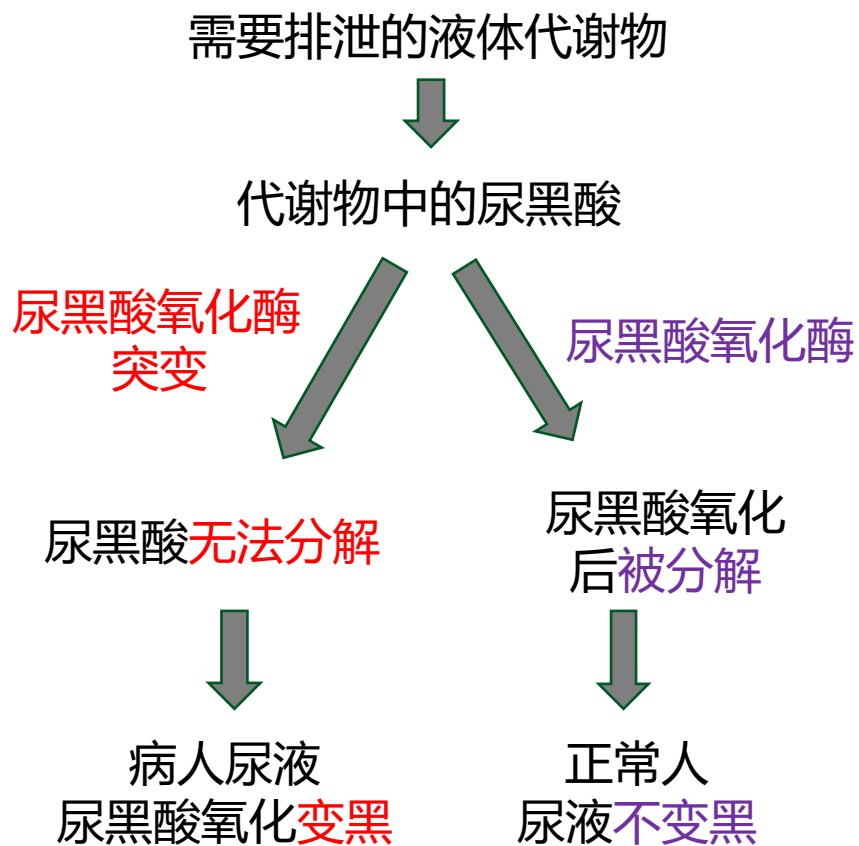 需要排泄的液体代谢物
代谢物中的尿黑酸
尿黑酸氧化酶
突变
尿黑酸氧化酶
尿黑酸无法分解
尿黑酸氧化
后被分解
病人尿液
尿黑酸氧化变黑
正常人
尿液不变黑